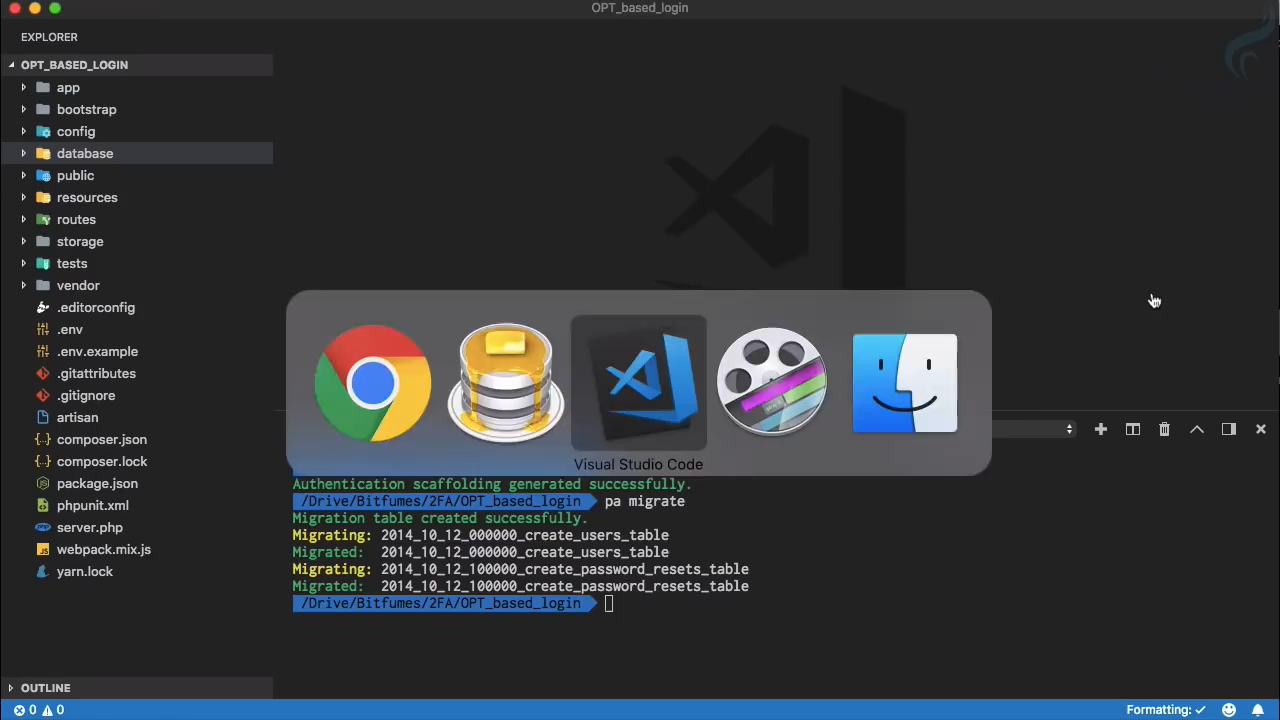 OPT_based_login
EXPLORER
OPT_BASED_LOGIN
app
bootstrap
config
database
public
resources
routes
storage
tests
vendor
.editorconfig
.env
.env.example
.gitattributes
.gitignore
artisan
composer.json
composer.lock
package.json
phpunit.xml
server.php
webpack.mix.js
yarn.lock
OUTLINE
Visual Studio Code
Authentication scaffolding generated successfully.
/Drive/Bitfumes/2FA/OPT_based_login pa migrate
Migration table created successfully.
Migrating: 2014_10_12_000000_create_users_table
Migrated: 2014_10_12_000000_create_users_table
Migrating: 2014_10_12_100000_create_password_resets_table
Migrated: 2014_10_12_100000_create_password_resets_table
/Drive/Bitfumes/2FA/OPT_based_login
0 0 Formatting: ✓